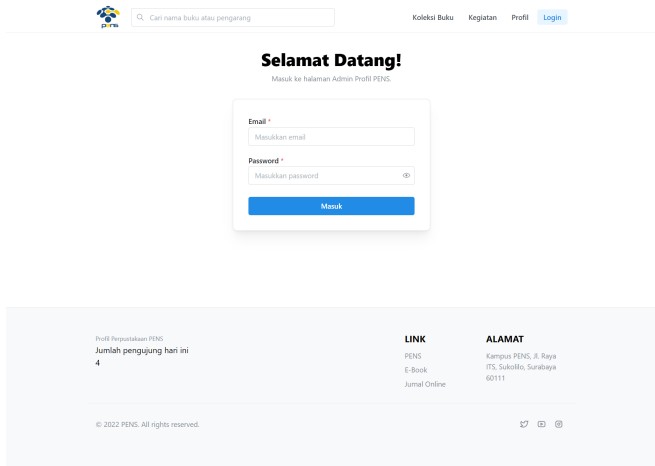 PENS
Cari nama buku atau pengarang
Koleksi Buku
Kegiatan
Profil
Login
Selamat Datang!
Masuk ke halaman Admin Profil PENS.
Email *
Masukkan email
Password *
Masukkan password
Masuk
Profil Perpustakaan PENS
Jumlah pengujung hari ini
4
LINK
PENS
E-Book
Jurnal Online
ALAMAT
Kampus PENS, Jl. Raya
ITS, Sukolilo, Surabaya
60111
© 2022 PENS. All rights reserved.